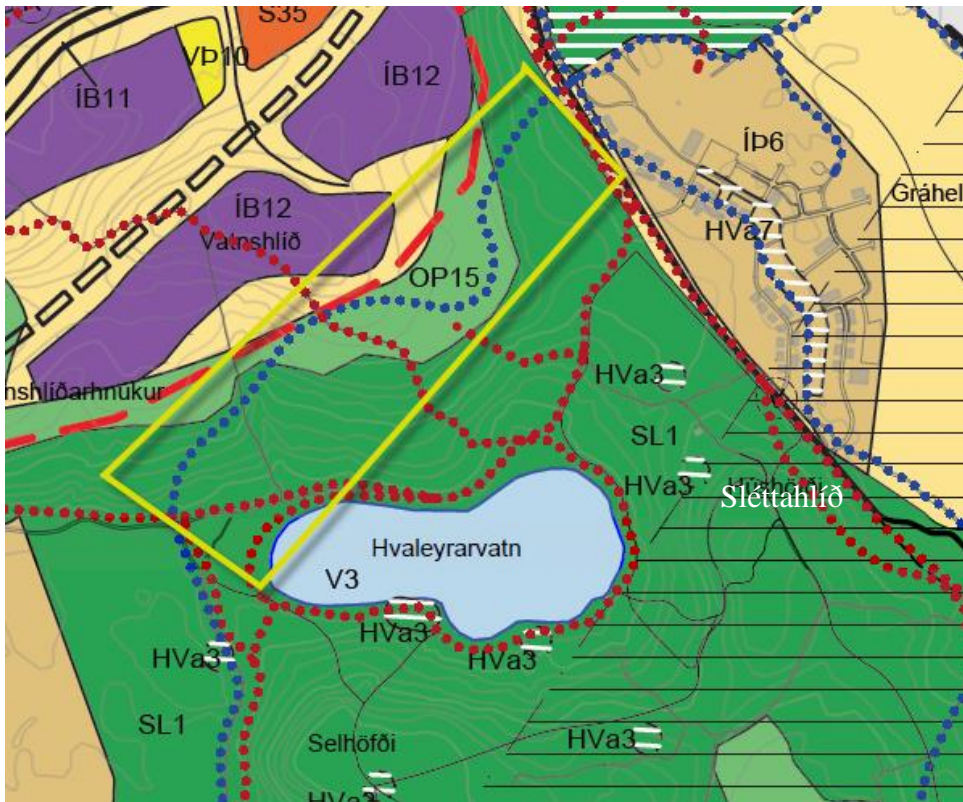 S35
VÞ10
ÍB12
ÍB11
ÍÞ6
Gráhel
ÍB12
Vatnshlíð
HVa7
OP15
HVa3
nshlíðarhnúkur
SL1
HVa3
Sléttahlíð
Hvaleyrarvatn
V3
HVa3
HVa3
HVa3
SL1
Selhöfði
HVa3
HVa3